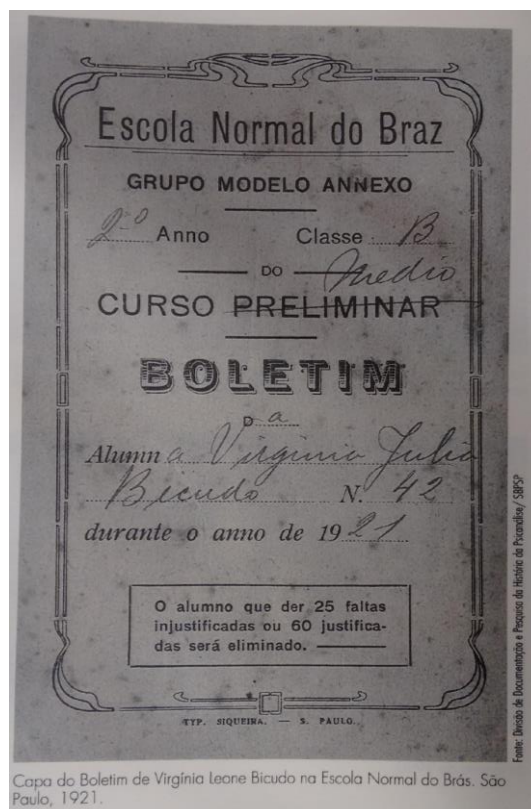 Escola Normal do Braz
GRUPO MODELO ANNEXO
2º Anno Classe B
DO Medio
CURSO PRELIMINAR
BOLETIM
Da
Alumna Virginia Julia
Bicudo N. 42
durante o anno de 1921
O alumno que der 25 faltas
injustificadas ou 60 justifica-
das será eliminado.
TYP. SIQUEIRA. — S. PAULO.
Capa do Boletim de Virgínia Leone Bicudo na Escola Normal do Brás. São
Paulo, 1921.
Fonte: Divisão de Documentação e Pesquisa da História da Psicanálise/ SBPSP